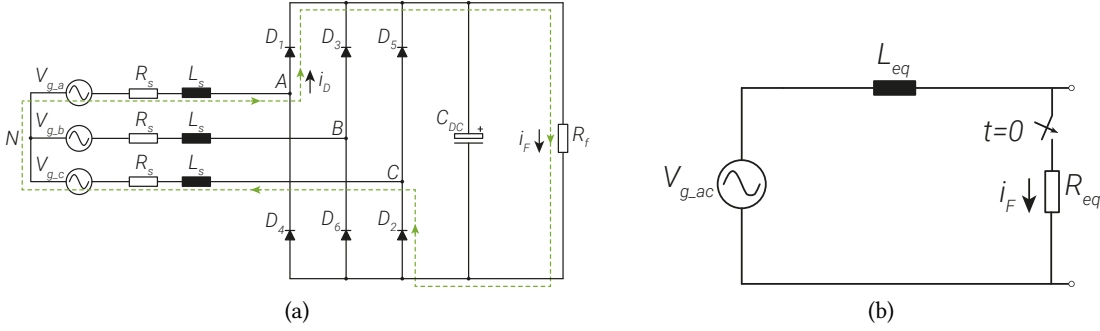 D1 D3 D5
Vg_a Rs Ls A iD
CDC + iF Rf
Vg_b Rs Ls B
N
Vg_c Rs Ls C
D4 D6 D2
(a)
Leq
t=0
Vg_ac
iF Req
(b)